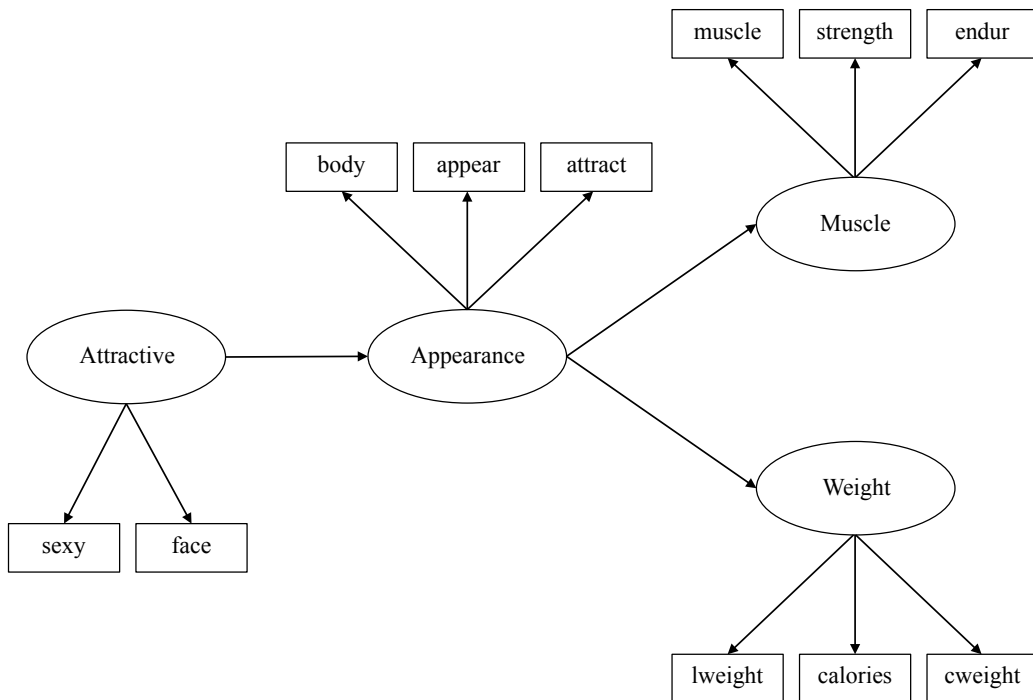 muscle
strength
endur
body
appear
attract
Muscle
Attractive
Appearance
Weight
sexy
face
lweight
calories
cweight